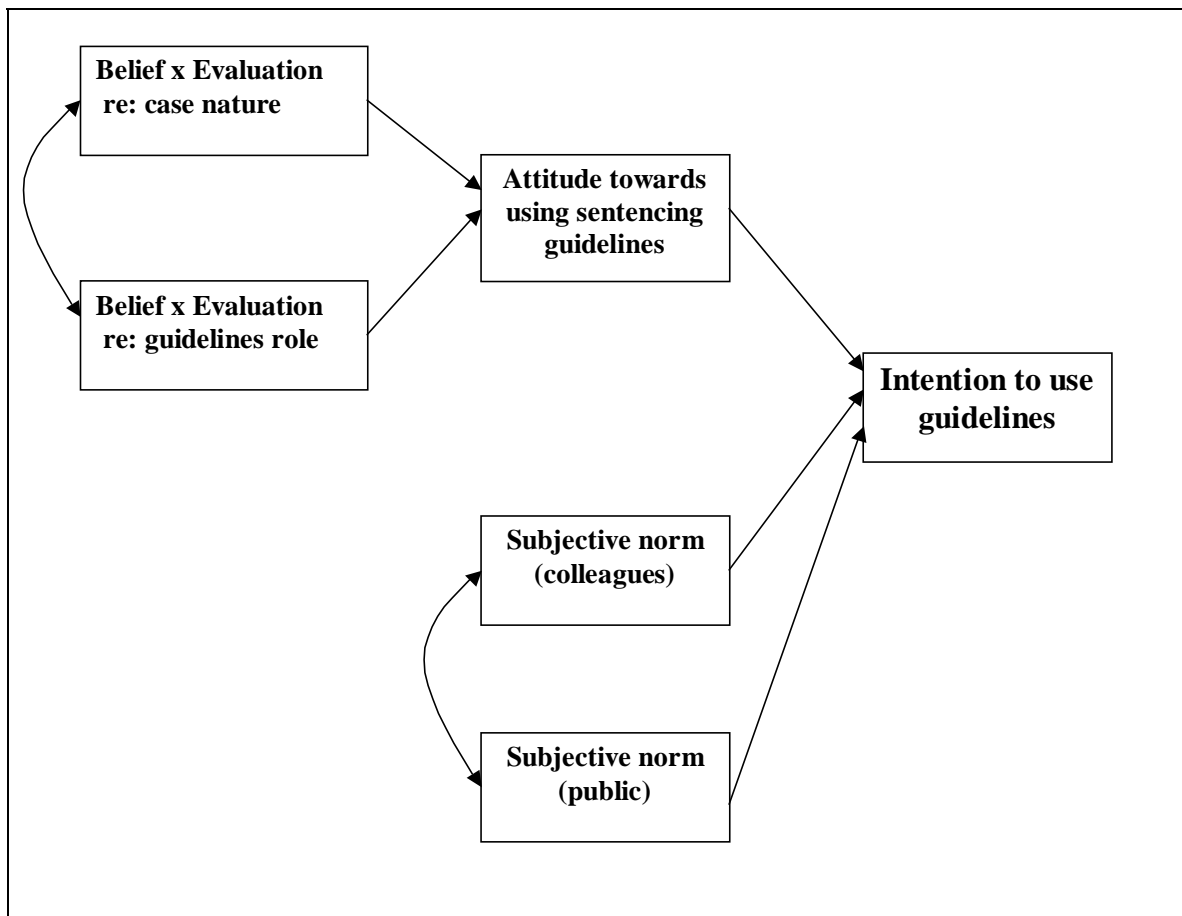 Belief x Evaluation
re: case nature
Attitude towards
using sentencing
guidelines
Belief x Evaluation
re: guidelines role
Intention to use
guidelines
Subjective norm
(colleagues)
Subjective norm
(public)